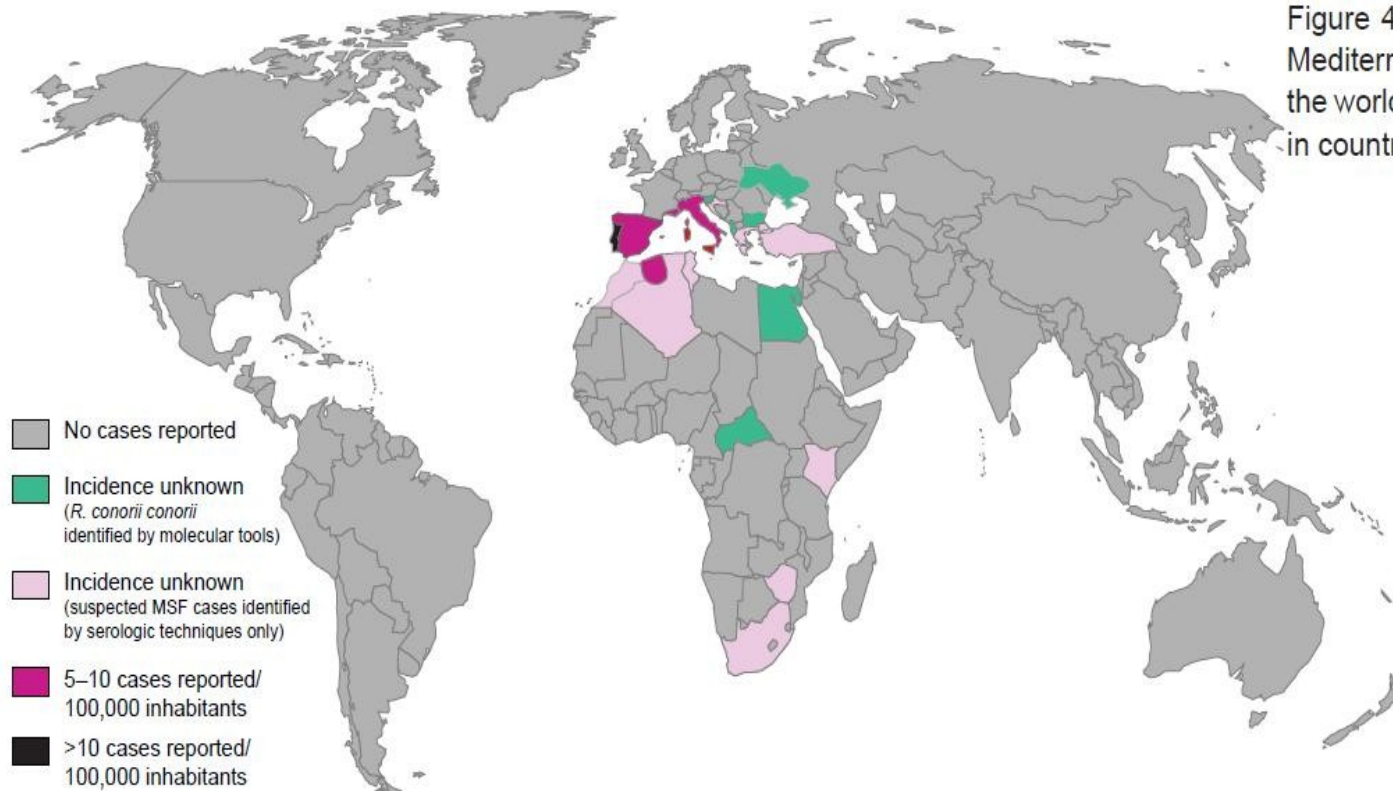 Figure 4
Mediterr
the world
in countr
No cases reported
Incidence unknown
(R. conorii conorii
identified by molecular tools)
Incidence unknown
(suspected MSF cases identified
by serologic techniques only)
5–10 cases reported/
100,000 inhabitants
>10 cases reported/
100,000 inhabitants